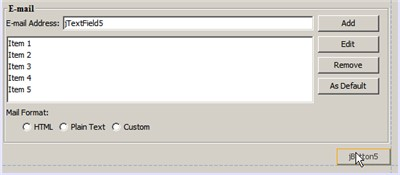 E-mail
E-mail Address: jTextField5 Add
Item 1 Edit
Item 2
Item 3 Remove
Item 4
Item 5 As Default
Mail Format:
HTML Plain Text Custom